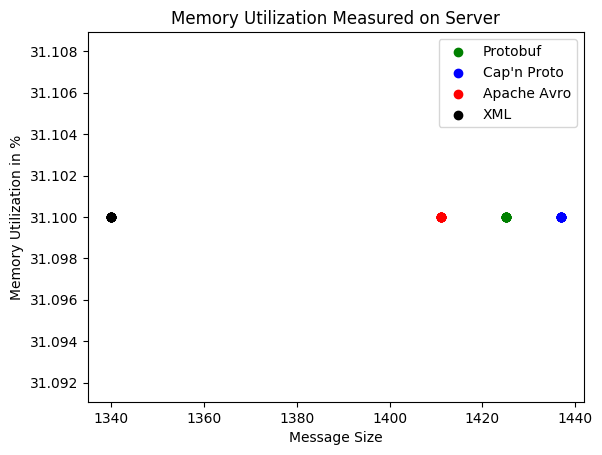 Memory Utilization Measured on Server
31.108
31.106
31.104
31.102
31.100
31.098
31.096
31.094
31.092
Memory Utilization in %
Protobuf
Cap'n Proto
Apache Avro
XML
1340
1360
1380
1400
1420
1440
Message Size